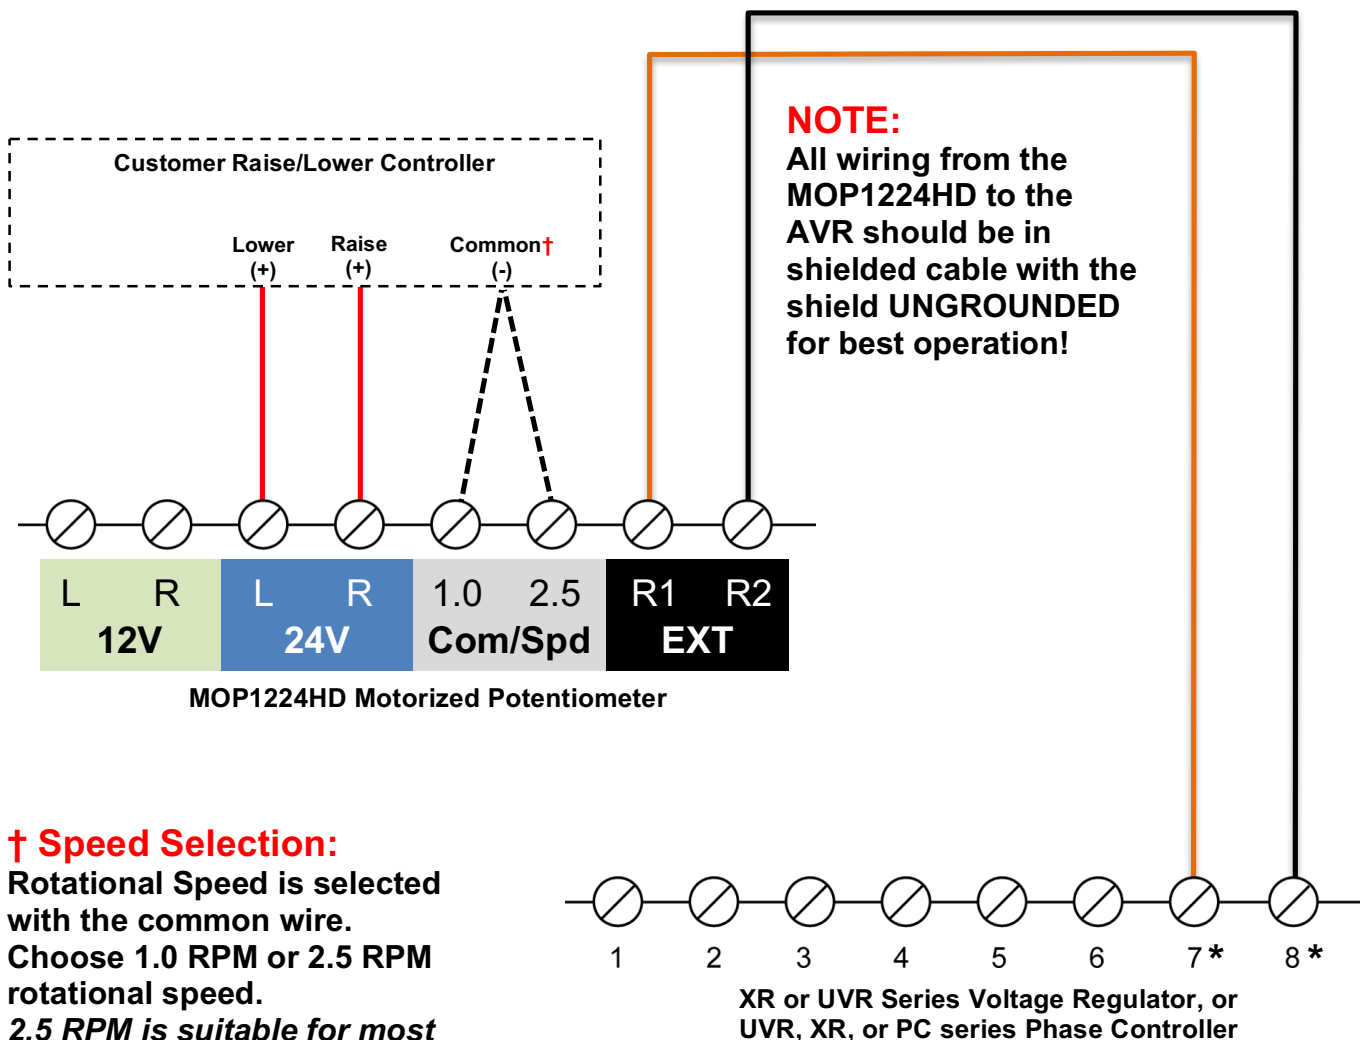 NOTE:
All wiring from the
MOP1224HD to the
AVR should be in
shielded cable with the
shield UNGROUNDED
for best operation!
Customer Raise/Lower Controller
Lower Raise Common†
(+) (+) (-)
L R L R 1.0 2.5 R1 R2
12V 24V Com/Spd EXT
MOP1224HD Motorized Potentiometer
† Speed Selection:
Rotational Speed is selected
with the common wire.
Choose 1.0 RPM or 2.5 RPM
rotational speed.
2.5 RPM is suitable for most
1 2 3 4 5 6 7* 8*
XR or UVR Series Voltage Regulator, or
UVR, XR, or PC series Phase Controller